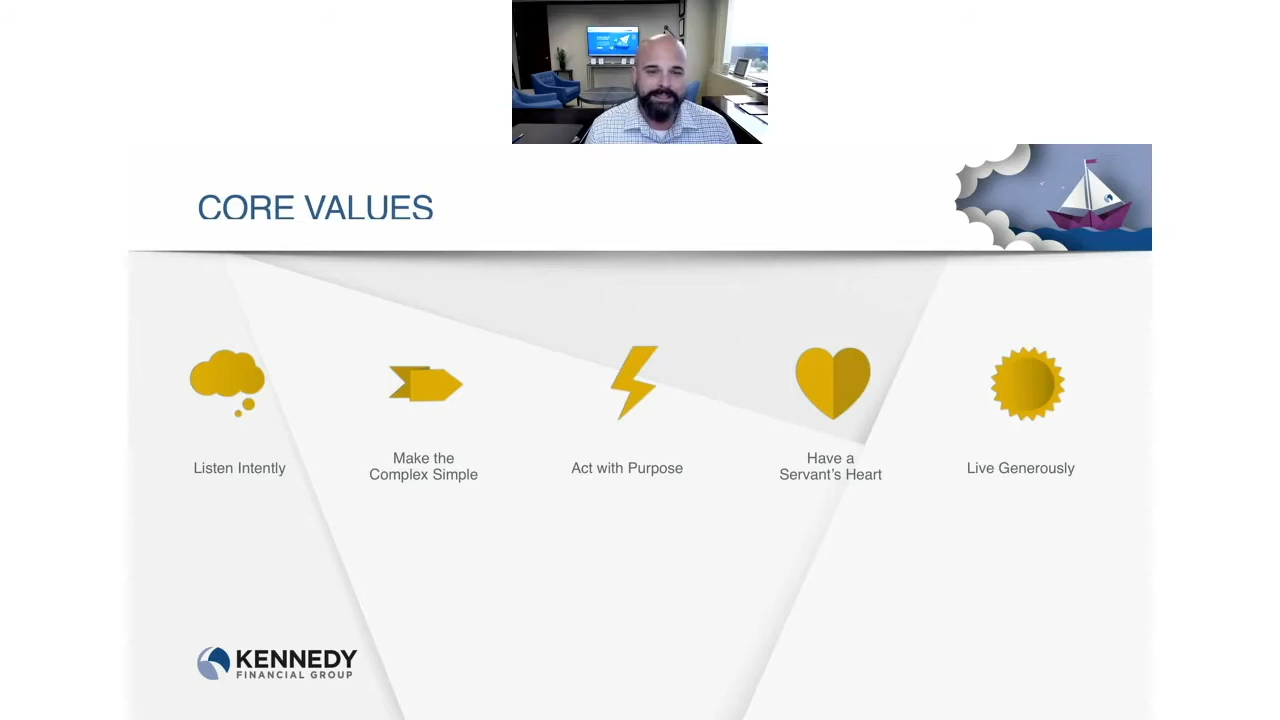 CORE VALUES
Listen Intently
Make the
Complex Simple
Act with Purpose
Have a
Servant's Heart
Live Generously
KENNEDY
FINANCIAL GROUP